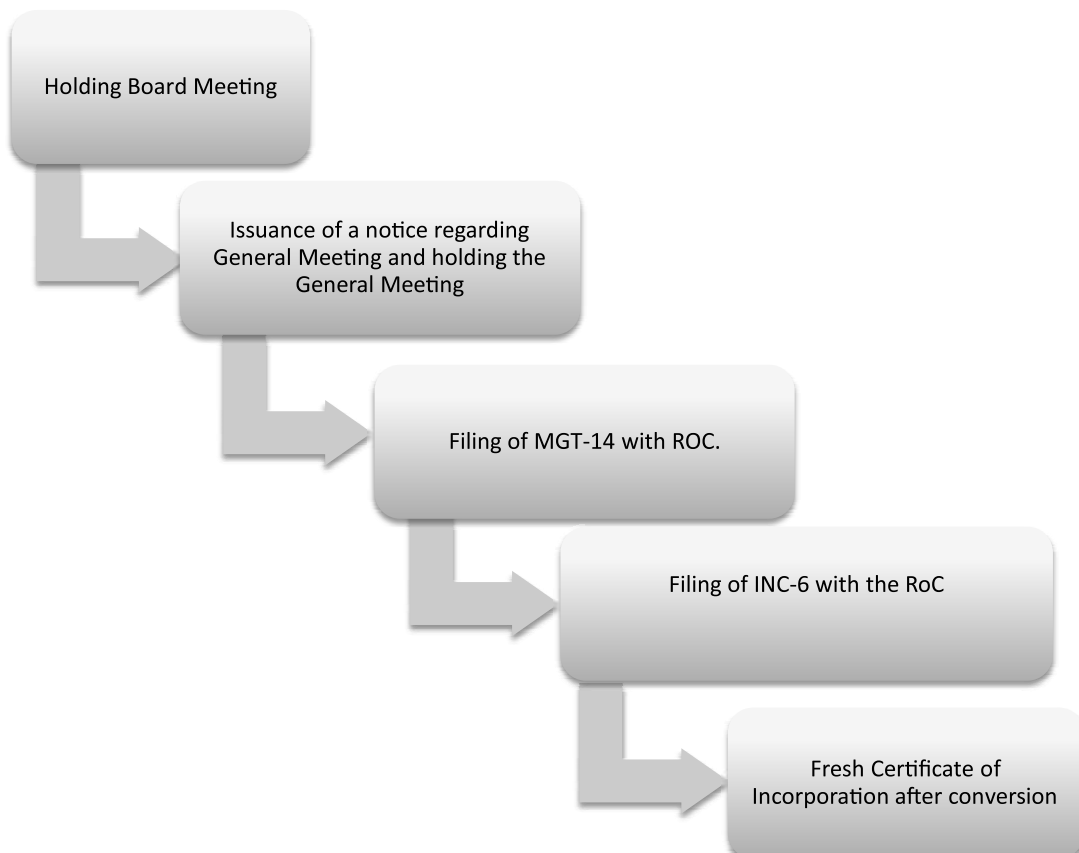 Holding Board Meeting
Issuance of a notice regarding
General Meeting and holding the
General Meeting
Filing of MGT-14 with ROC.
Filing of INC-6 with the RoC
Fresh Certificate of
Incorporation after conversion